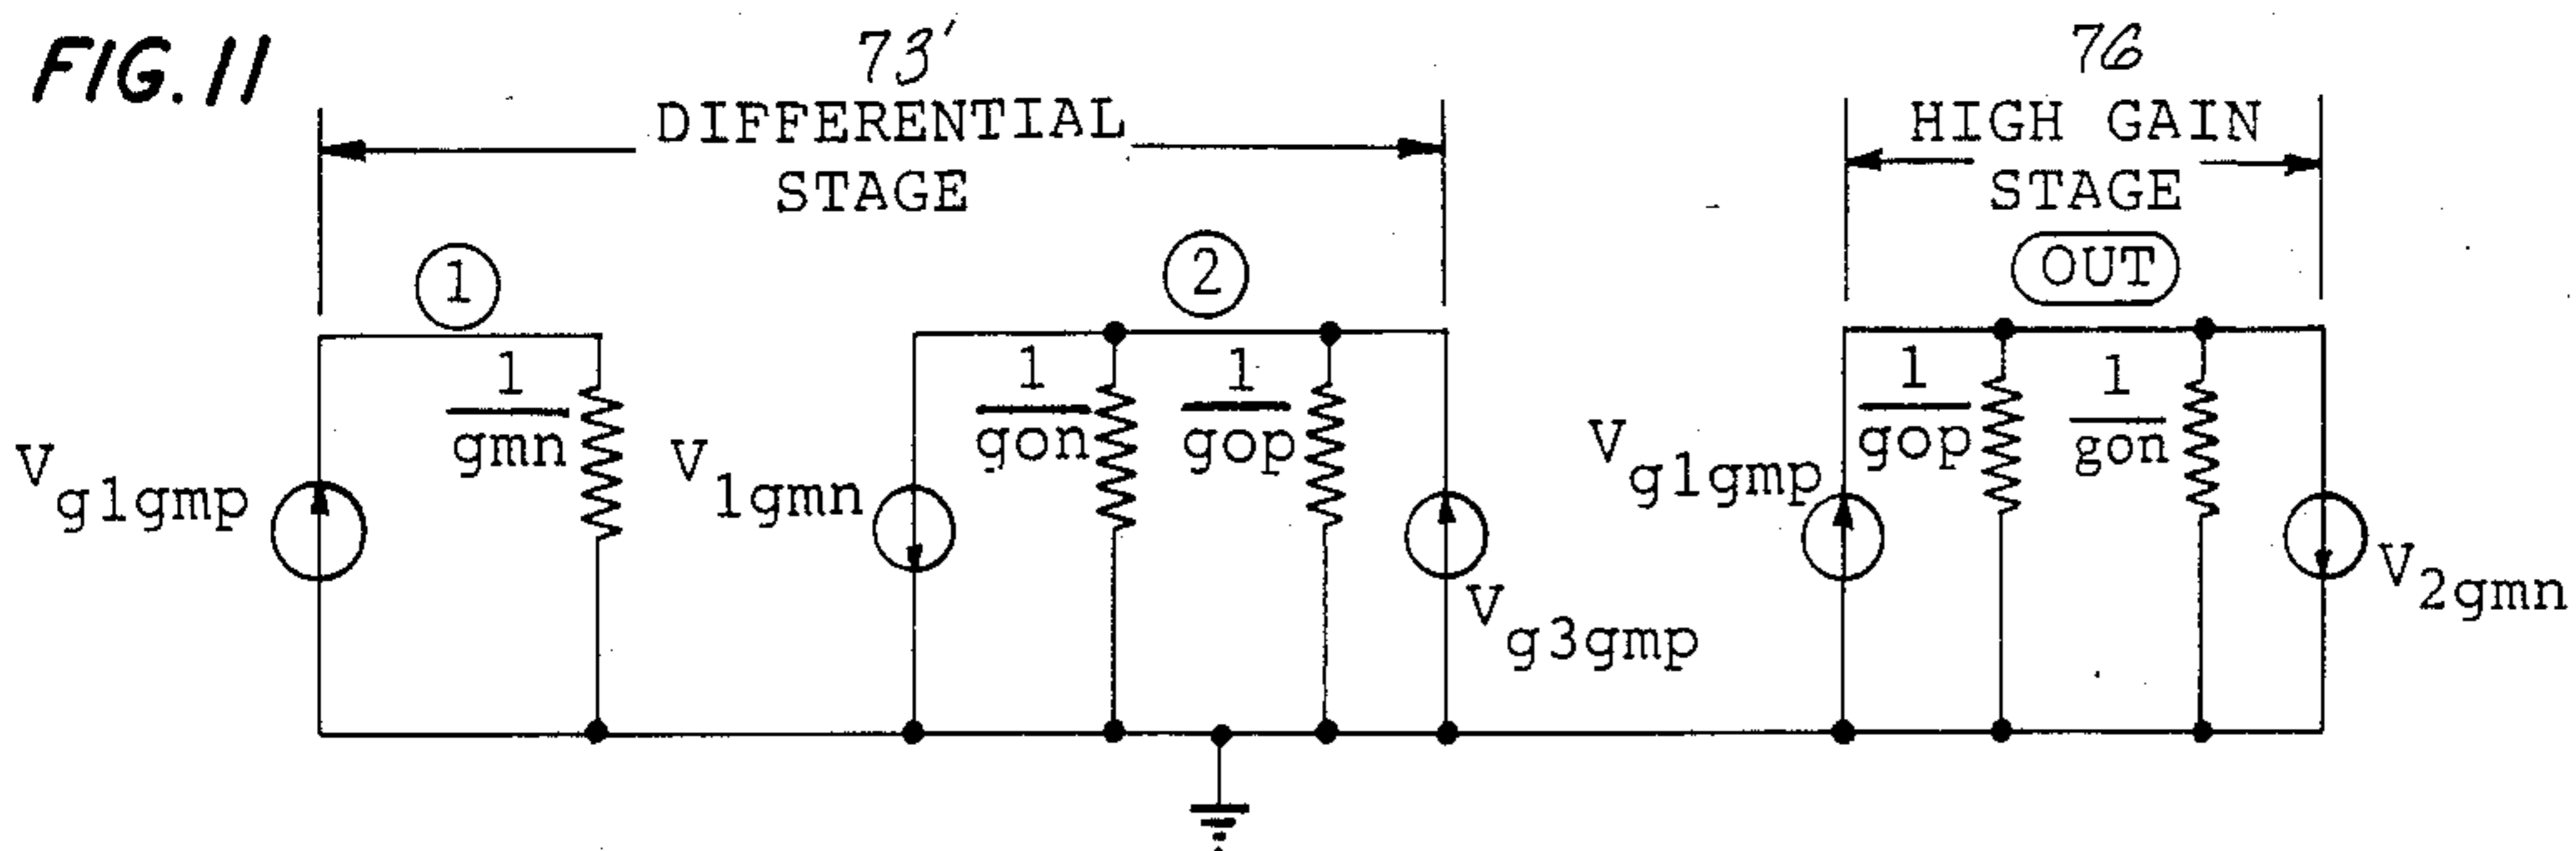 FIG. 11
73'
DIFFERENTIAL
STAGE
76
HIGH GAIN
STAGE
1
2
OUT
Vg1gmp
1
gmn
V1gmn
1
gon
1
gop
Vg3gmp
Vg1gmp
1
gop
1
gon
V2gmn